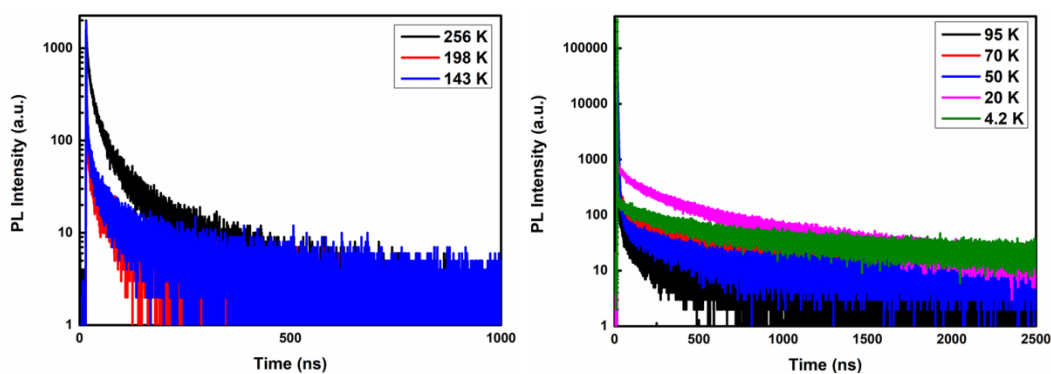 1000
100
10
1
PL Intensity (a.u.)
256 K
198 K
143 K
0
500
1000
Time (ns)
100000
10000
1000
100
10
1
PL Intensity (a.u.)
95 K
70 K
50 K
20 K
4.2 K
0
500
1000
1500
2000
2500
Time (ns)